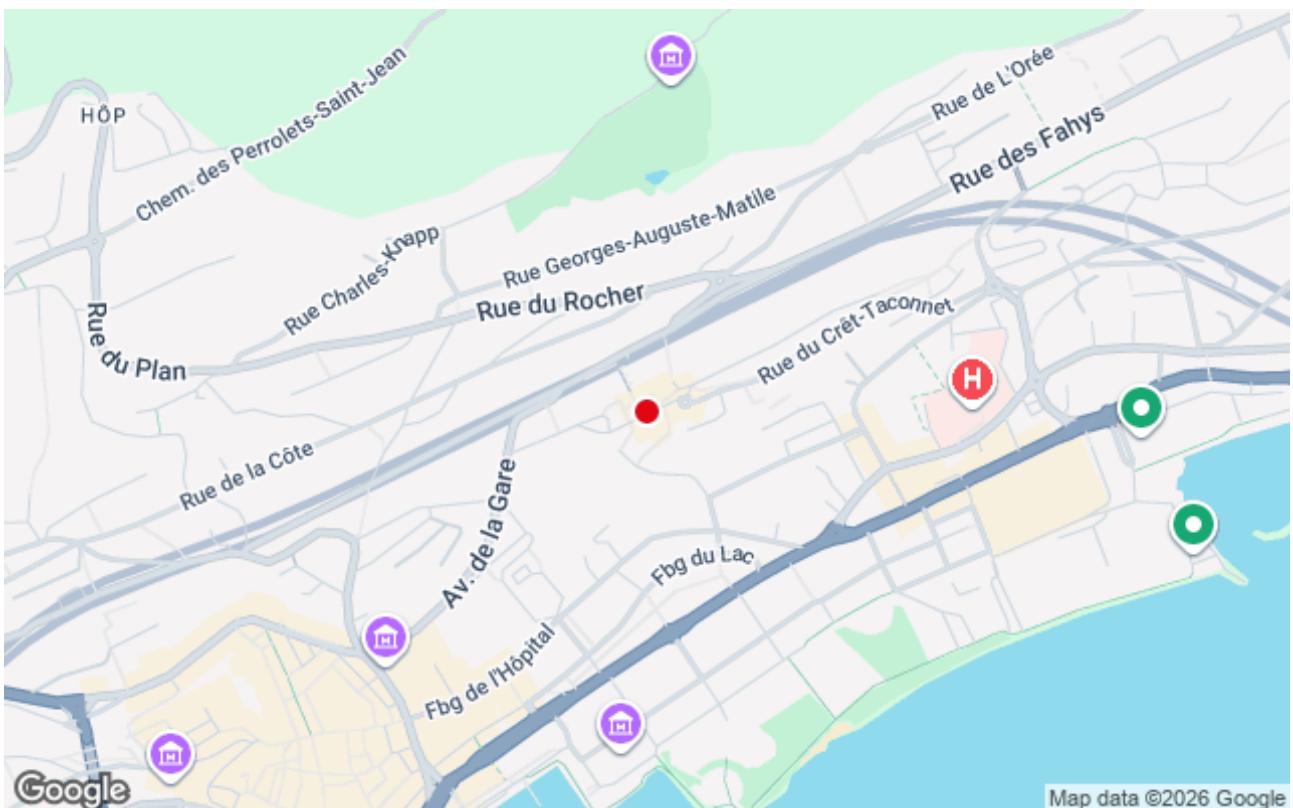 HÔP
Chem. des Perrolets-Saint-Jean
Rue de L'Orée
Rue des Fahys
Rue Georges-Auguste-Matile
Rue Charles-Knapp
Rue du Rocher
Rue du Plan
Rue du Crêt-Taconnet
H
Rue de la Côte
Av. de la Gare
Fbg du Lac
Fbg de l'Hôpital
Google
Map data ©2026 Google